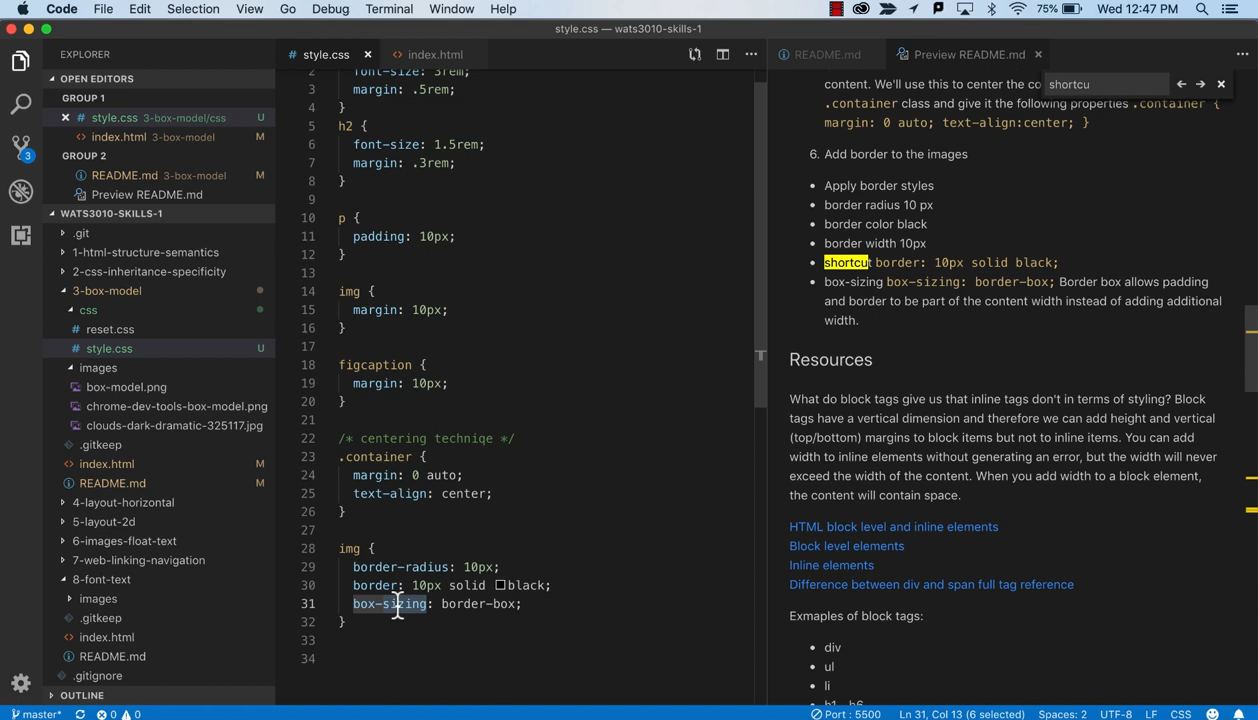 Code File Edit Selection View Go Debug Terminal Window Help 75% Wed 12:47 PM
style.css — wats3010-skills-1
EXPLORER
OPEN EDITORS
GROUP 1
style.css 3-box-model/css U
index.html 3-box-model M
GROUP 2
README.md 3-box-model M
Preview README.md
WATS3010-SKILLS-1
.git
1-html-structure-semantics
2-css-inheritance-specificity
3-box-model
css
reset.css
style.css U
images
box-model.png
chrome-dev-tools-box-model.png
clouds-dark-dramatic-325117.jpg
.gitkeep
index.html M
README.md M
4-layout-horizontal
5-layout-2d
6-images-float-text
7-web-linking-navigation
8-font-text
images
.gitkeep
index.html
README.md
.gitignore
OUTLINE
3
style.css
index.html
2 font-size: 3rem;
3 margin: .5rem;
4 }
5 h2 {
6 font-size: 1.5rem;
7 margin: .3rem;
8 }
9
10 p {
11 padding: 10px;
12 }
13
14 img {
15 margin: 10px;
16 }
17
18 figcaption {
19 margin: 10px;
20 }
21
22 /* centering techniqe */
23 .container {
24 margin: 0 auto;
25 text-align: center;
26 }
27
28 img {
29 border-radius: 10px;
30 border: 10px solid black;
31 box-sizing: border-box;
32 }
33
34
README.md
Preview README.md
shortcu
content. We'll use this to center the co
.container class and give it the following properties .container {
margin: 0 auto; text-align:center; }
6. Add border to the images
• Apply border styles
• border radius 10 px
• border color black
• border width 10px
• shortcut border: 10px solid black;
• box-sizing box-sizing: border-box; Border box allows padding
and border to be part of the content width instead of adding additional
width.
Resources
What do block tags give us that inline tags don't in terms of styling? Block
tags have a vertical dimension and therefore we can add height and vertical
(top/bottom) margins to block items but not to inline items. You can add
width to inline elements without generating an error, but the width will never
exceed the width of the content. When you add width to a block element,
the content will contain space.
HTML block level and inline elements
Block level elements
Inline elements
Difference between div and span full tag reference
Exmaples of block tags:
• div
• ul
• li
master* 0 0 Port : 5500 Ln 31, Col 13 (6 selected) Spaces: 2 UTF-8 LF CSS